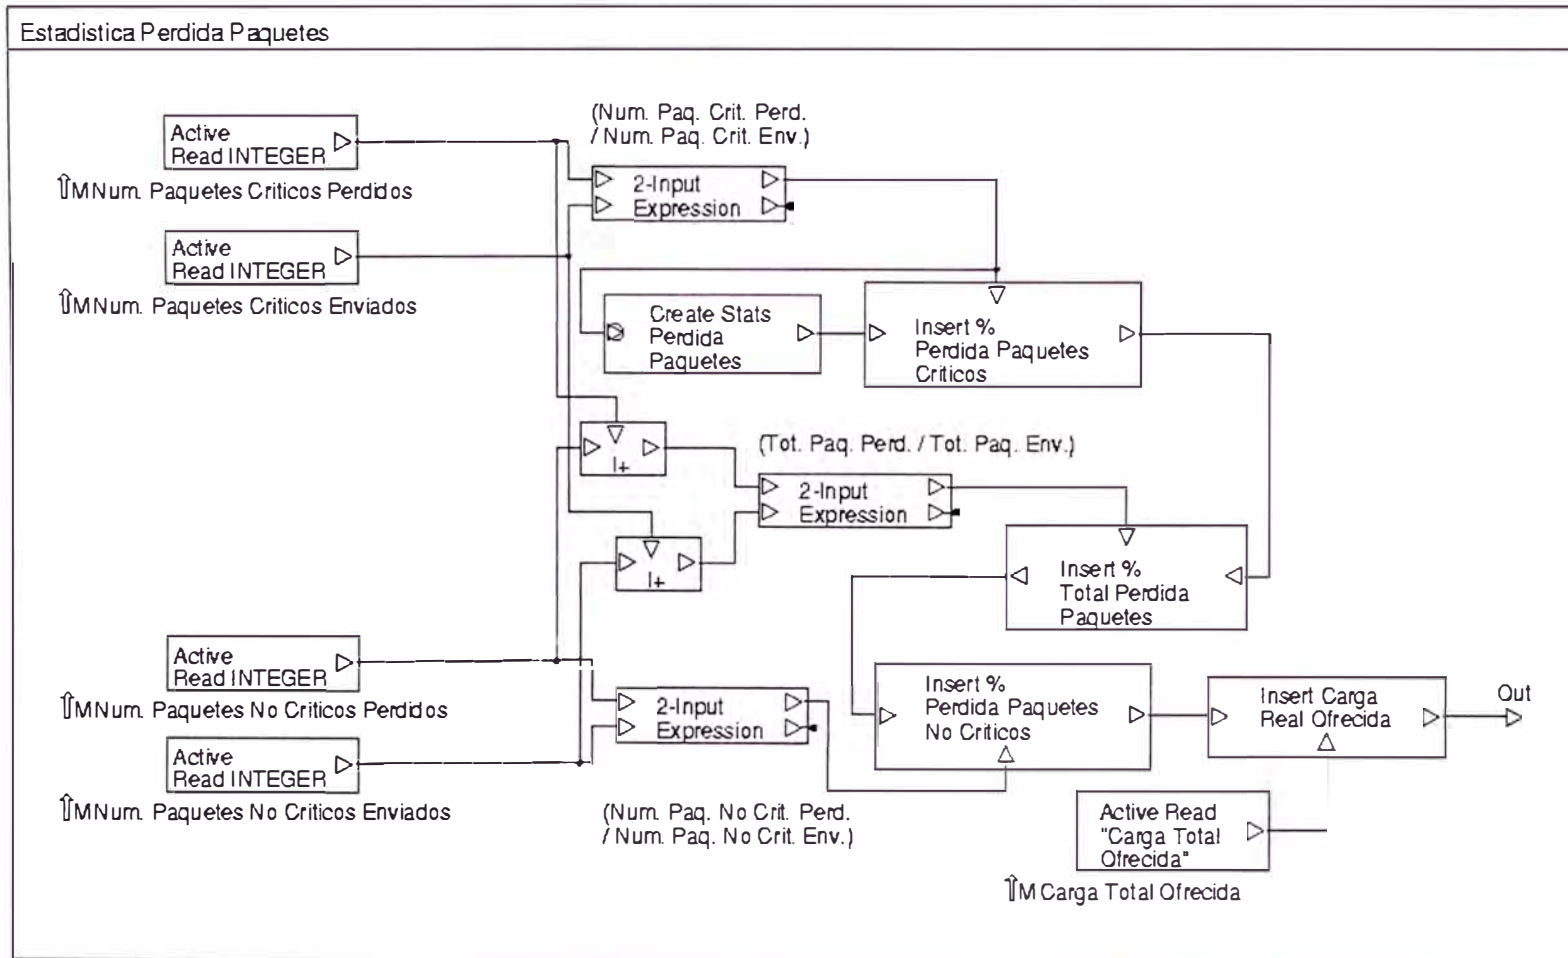 Estadistica Perdida Paquetes
(Num. Paq. Crit. Perd.
/ Num. Paq. Crit. Env.)
Active
Read INTEGER
⇑M Num. Paquetes Criticos Perdidos
2-Input
Expression
Active
Read INTEGER
⇑M Num. Paquetes Criticos Enviados
Create Stats
Perdida
Paquetes
Insert %
Perdida Paquetes
Criticos
I+
(Tot. Paq. Perd. / Tot. Paq. Env.)
2-Input
Expression
I+
Insert %
Total Perdida
Paquetes
Active
Read INTEGER
⇑M Num. Paquetes No Criticos Perdidos
2-Input
Expression
Insert %
Perdida Paquetes
No Criticos
Insert Carga
Real Ofrecida
Out
Active
Read INTEGER
⇑M Num. Paquetes No Criticos Enviados
(Num. Paq. No Crit. Perd.
/ Num. Paq. No Crit. Env.)
Active Read
"Carga Total
Ofrecida"
⇑M Carga Total Ofrecida